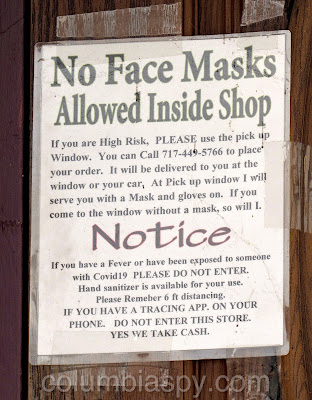 No Face Masks
Allowed Inside Shop
If you are High Risk, PLEASE use the pick up
Window. You can Call 717-449-5766 to place
your order. It will be delivered to you at the
window or your car, At Pick up window I will
serve you with a Mask and gloves on. If you
come to the window without a mask, so will I.
Notice
If you have a Fever or have been exposed to someone
with Covid19 PLEASE DO NOT ENTER.
Hand sanitizer is available for your use.
Please Remeber 6 ft distancing.
IF YOU HAVE A TRACING APP. ON YOUR
PHONE. DO NOT ENTER THIS STORE.
YES WE TAKE CASH.
columbiaspy.com